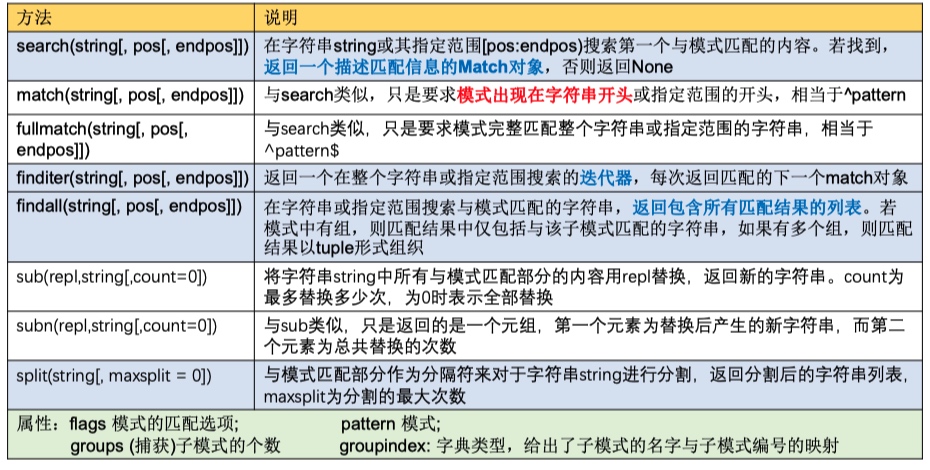 方法 说明
search(string[, pos[, endpos]]) 在字符串string或其指定范围[pos:endpos)搜索第一个与模式匹配的内容。若找到,
返回一个描述匹配信息的Match对象，否则返回None
match(string[, pos[, endpos]]) 与search类似，只是要求模式出现在字符串开头或指定范围的开头，相当于^pattern
fullmatch(string[, pos[, 与search类似，只是要求模式完整匹配整个字符串或指定范围的字符串，相当于
endpos]]) ^pattern$
finditer(string[, pos[, endpos]]) 返回一个在整个字符串或指定范围搜索的迭代器，每次返回匹配的下一个match对象
findall(string[, pos[, endpos]]) 在字符串或指定范围搜索与模式匹配的字符串，返回包含所有匹配结果的列表。若
模式中有组，则匹配结果中仅包括与该子模式匹配的字符串，如果有多个组，则匹配
结果以tuple形式组织
sub(repl,string[,count=0]) 将字符串string中所有与模式匹配部分的内容用repl替换，返回新的字符串。count为
最多替换多少次，为0时表示全部替换
subn(repl,string[,count=0]) 与sub类似，只是返回的是一个元组，第一个元素为替换后产生的新字符串，而第二
个元素为总共替换的次数
split(string[, maxsplit = 0]) 与模式匹配部分作为分隔符来对于字符串string进行分割，返回分割后的字符串列表,
maxsplit为分割的最大次数
属性：flags 模式的匹配选项; pattern 模式;
groups (捕获)子模式的个数 groupindex: 字典类型，给出了子模式的名字与子模式编号的映射